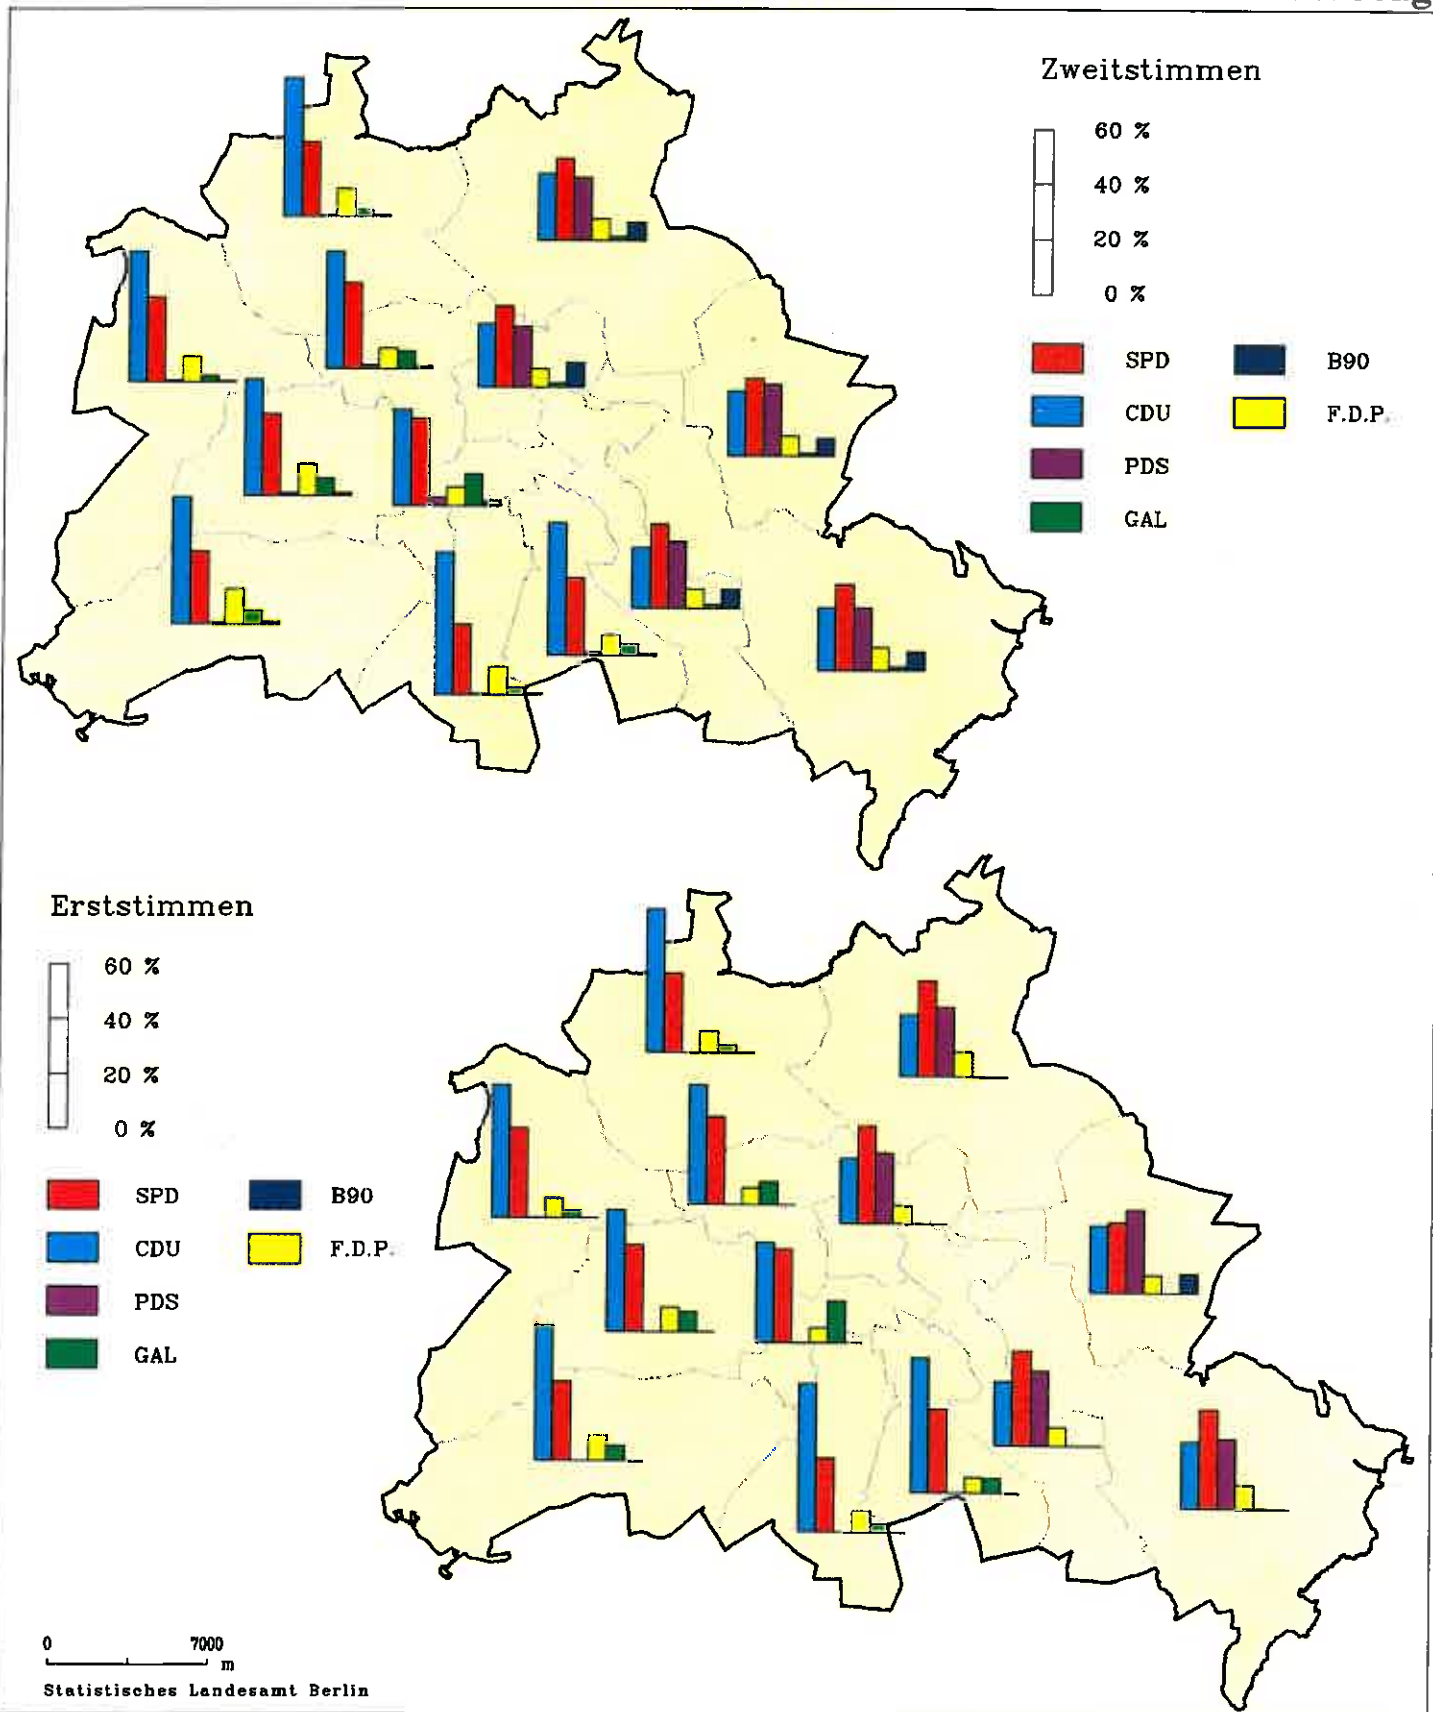 Zweitstimmen
60 %
40 %
20 %
0 %
SPD B90
CDU F.D.P.
PDS
GAL
Erststimmen
60 %
40 %
20 %
0 %
SPD B90
CDU F.D.P.
PDS
GAL
0 7000
m
Statistisches Landesamt Berlin